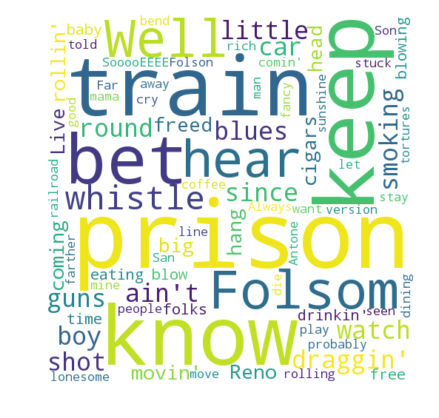 baby
bend
Well
little
car
head
rich
Son
rollin'
told
SooooEEEE
Folson
comin'
stuck
blowing
Live
mama
Far
away
cry
man
fancy
sunshine
train
keep
good
round
freed
blues
cigars
smoking
tortures
bet
hear
let
railroad
whistle
since
Always
want
version
coffee
stay
prison
coming
farther
big
line
hang
Antone
San
eating
blow
mine
guns
ain't
Folsom
die
dining
time
people
folks
drinkin'
seen
boy
know
play
watch
shot
probably
draggin'
lonesome
movin'
move
Reno
rolling
free